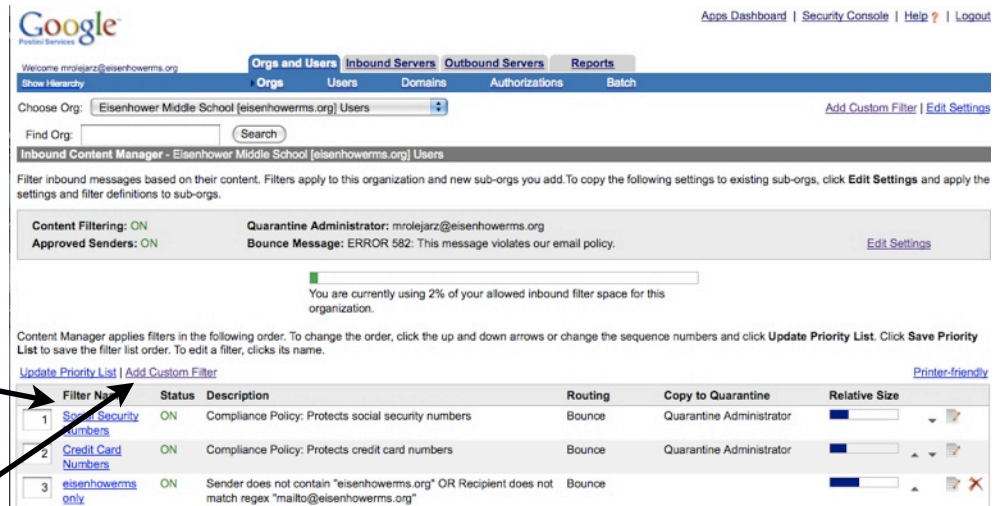 Google
Postini Services
Apps Dashboard | Security Console | Help ? | Logout
Welcome mrolejarz@eisenhowerms.org
Orgs and Users Inbound Servers Outbound Servers Reports
Show Hierarchy Orgs Users Domains Authorizations Batch
Choose Org: Eisenhower Middle School [eisenhowerms.org] Users
Add Custom Filter | Edit Settings
Find Org: Search
Inbound Content Manager - Eisenhower Middle School [eisenhowerms.org] Users
Filter inbound messages based on their content. Filters apply to this organization and new sub-orgs you add.To copy the following settings to existing sub-orgs, click Edit Settings and apply the
settings and filter definitions to sub-orgs.
Content Filtering: ON Quarantine Administrator: mrolejarz@eisenhowerms.org
Approved Senders: ON Bounce Message: ERROR 582: This message violates our email policy. Edit Settings
You are currently using 2% of your allowed inbound filter space for this
organization.
Content Manager applies filters in the following order. To change the order, click the up and down arrows or change the sequence numbers and click Update Priority List. Click Save Priority
List to save the filter list order. To edit a filter, clicks its name.
Update Priority List | Add Custom Filter Printer-friendly
Filter Name Status Description Routing Copy to Quarantine Relative Size
1 Social Security ON Compliance Policy: Protects social security numbers Bounce Quarantine Administrator
Numbers
2 Credit Card ON Compliance Policy: Protects credit card numbers Bounce Quarantine Administrator
Numbers
3 eisenhowerms ON Sender does not contain "eisenhowerms.org" OR Recipient does not Bounce
only match regex "mailto@eisenhowerms.org"